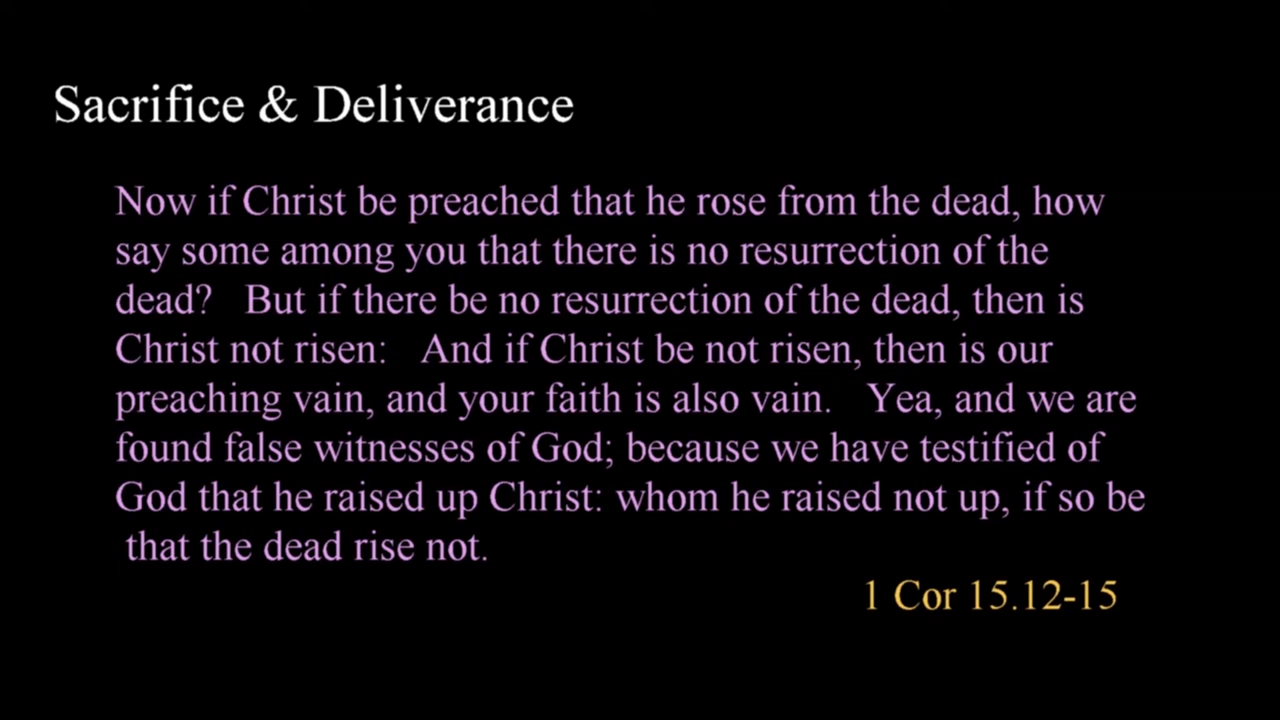 Sacrifice & Deliverance
Now if Christ be preached that he rose from the dead, how
say some among you that there is no resurrection of the
dead? But if there be no resurrection of the dead, then is
Christ not risen: And if Christ be not risen, then is our
preaching vain, and your faith is also vain. Yea, and we are
found false witnesses of God; because we have testified of
God that he raised up Christ: whom he raised not up, if so be
that the dead rise not.
1 Cor 15.12-15